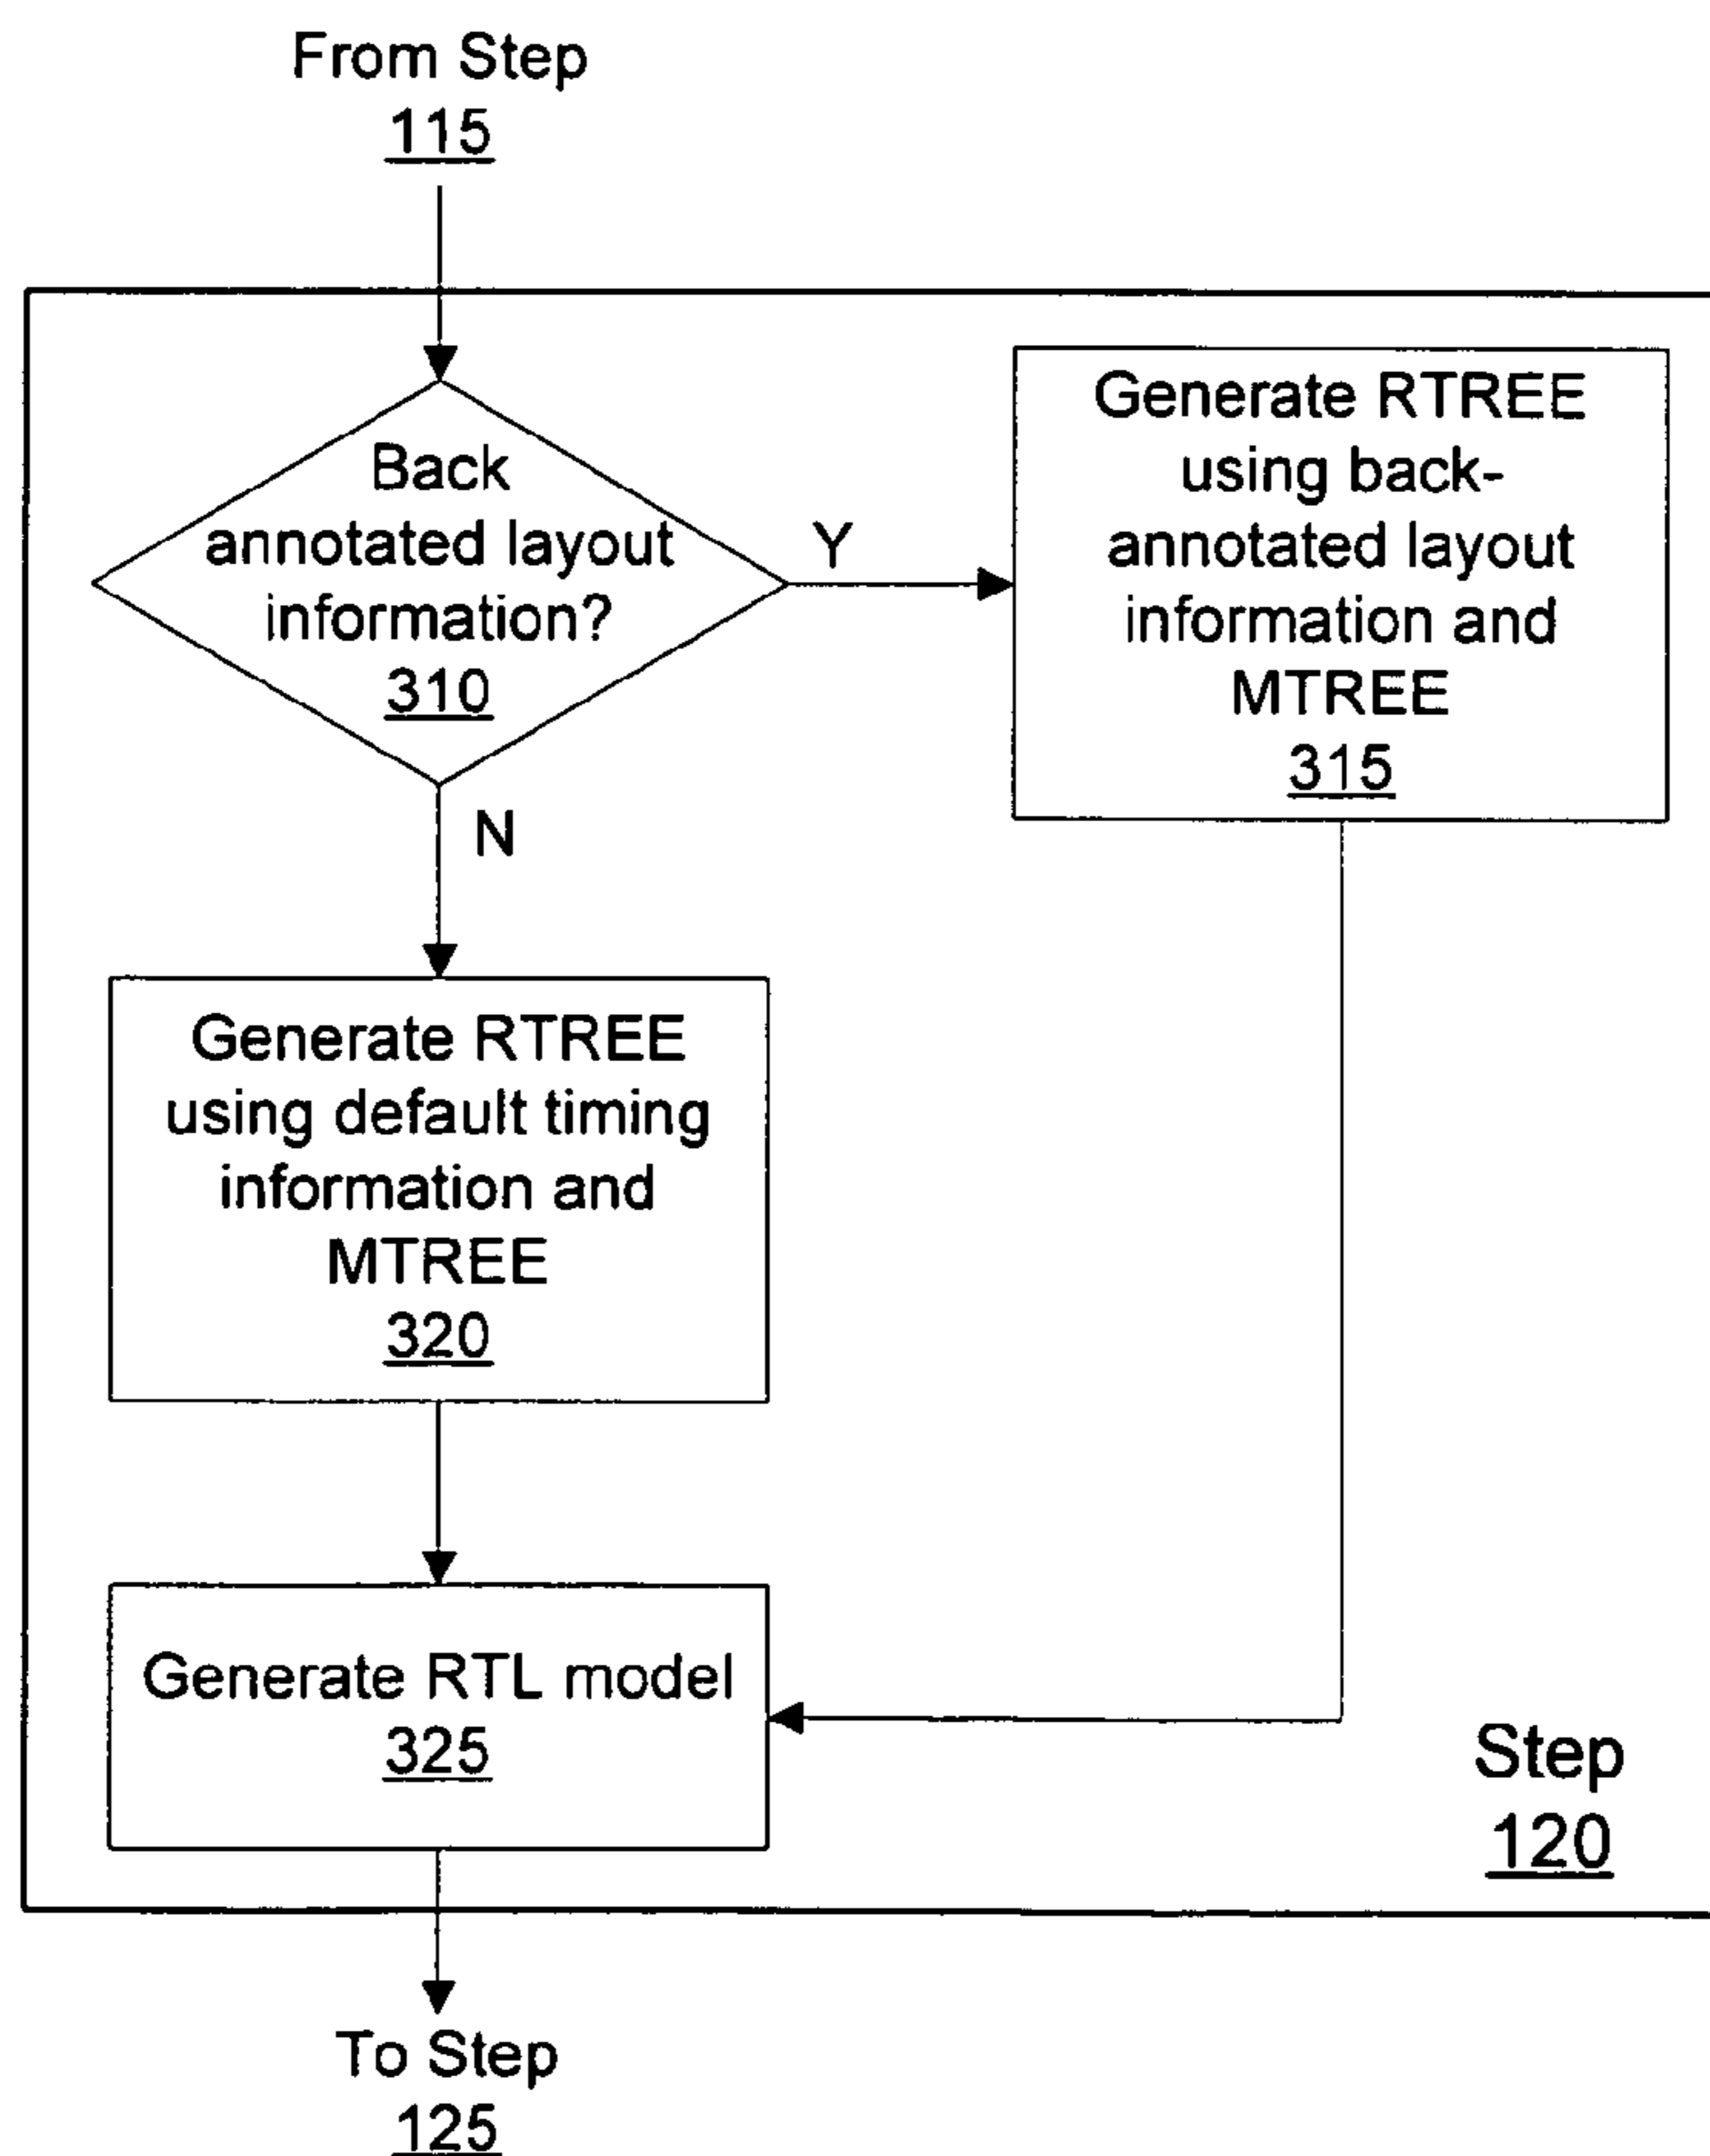 From Step
115
Back
annotated layout
information?
310
Y
Generate RTREE
using back-
annotated layout
information and
MTREE
315
N
Generate RTREE
using default timing
information and
MTREE
320
Generate RTL model
325
Step
120
To Step
125